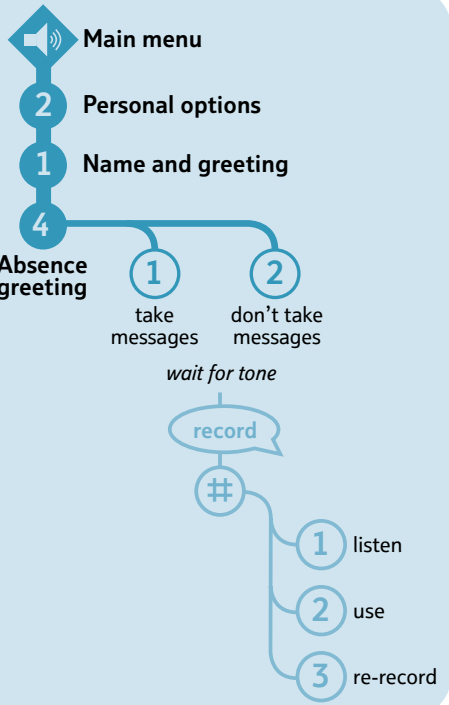 Main menu
2 Personal options
1 Name and greeting
4
Absence
greeting
1
2
take
messages
don't take
messages
wait for tone
record
#
1 listen
2 use
3 re-record